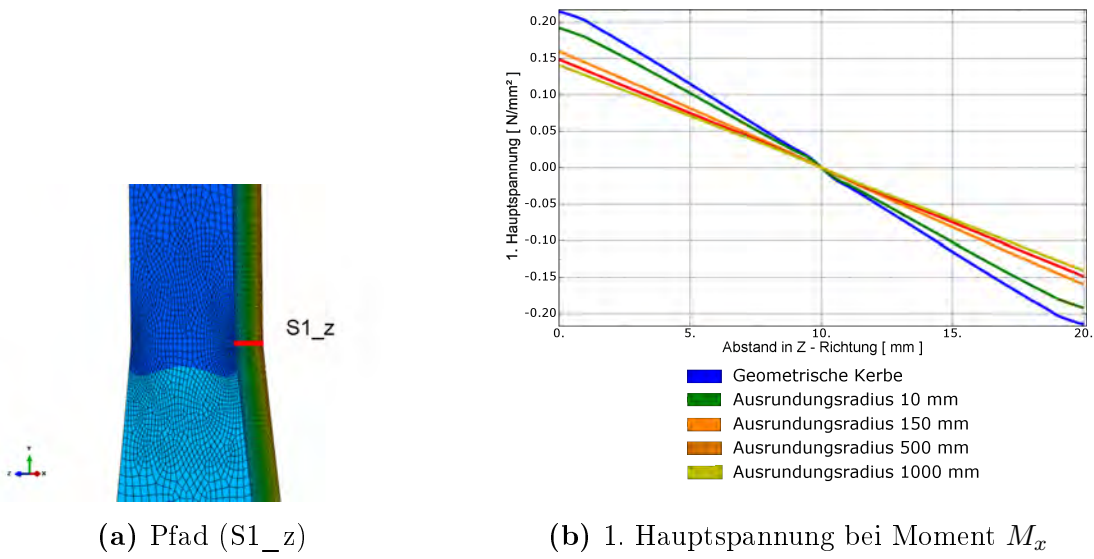 S1_z
Y
Z
X
(a) Pfad (S1_z)
1. Hauptspannung [ N/mm² ]
0.20
0.15
0.10
0.05
0.00
-0.05
-0.10
-0.15
-0.20
0. 5. 10. 15. 20.
Abstand in Z - Richtung [ mm ]
Geometrische Kerbe
Ausrundungsradius 10 mm
Ausrundungsradius 150 mm
Ausrundungsradius 500 mm
Ausrundungsradius 1000 mm
(b) 1. Hauptspannung bei Moment Mx